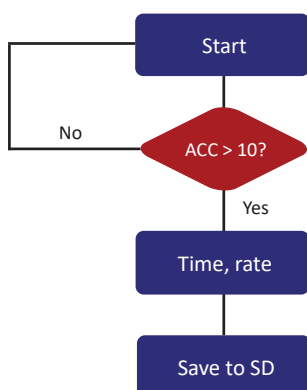 Start
No
ACC > 10?
Yes
Time, rate
Save to SD